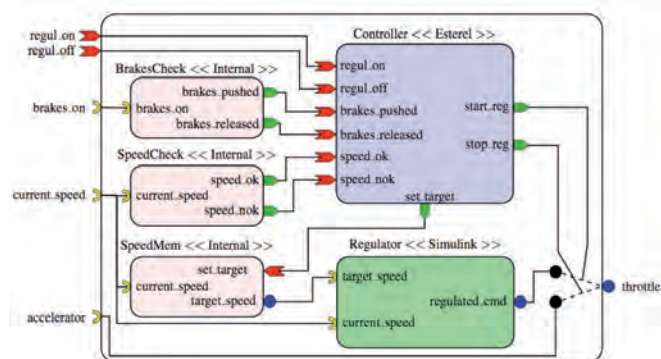 regul.on
regul.off
Controller << Esterel >>
BrakesCheck << Internal >>
regul.on
regul.off
brakes.pushed
brakes.on
brakes.on
brakes.pushed
start.reg
brakes.released
brakes.released
SpeedCheck << Internal >>
stop.reg
speed.ok
speed.ok
current.speed
current.speed
speed.nok
speed.nok
set.target
SpeedMem << Internal >>
Regulator << Simulink >>
set.target
target.speed
current.speed
throttle
target.speed
regulated.cmd
accelerator
current.speed